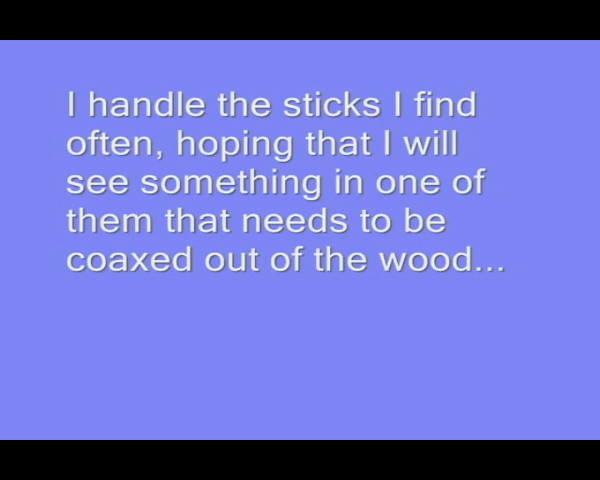 I handle the sticks I find
often, hoping that I will
see something in one of
them that needs to be
coaxed out of the wood...